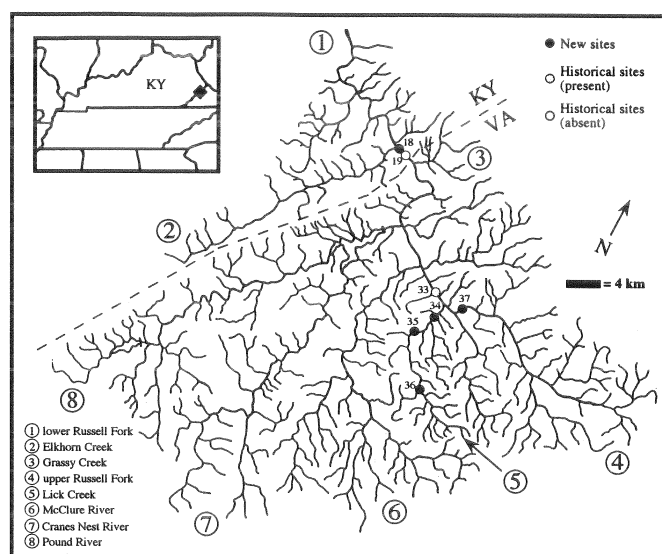 KY
①
● New sites
○ Historical sites
(present)
○ Historical sites
(absent)
KY
VA
18
19
③
②
N
= 4 km
33
34
37
35
36
⑧
④
⑤
⑥
⑦
① lower Russell Fork
② Elkhorn Creek
③ Grassy Creek
④ upper Russell Fork
⑤ Lick Creek
⑥ McClure River
⑦ Cranes Nest River
⑧ Pound River